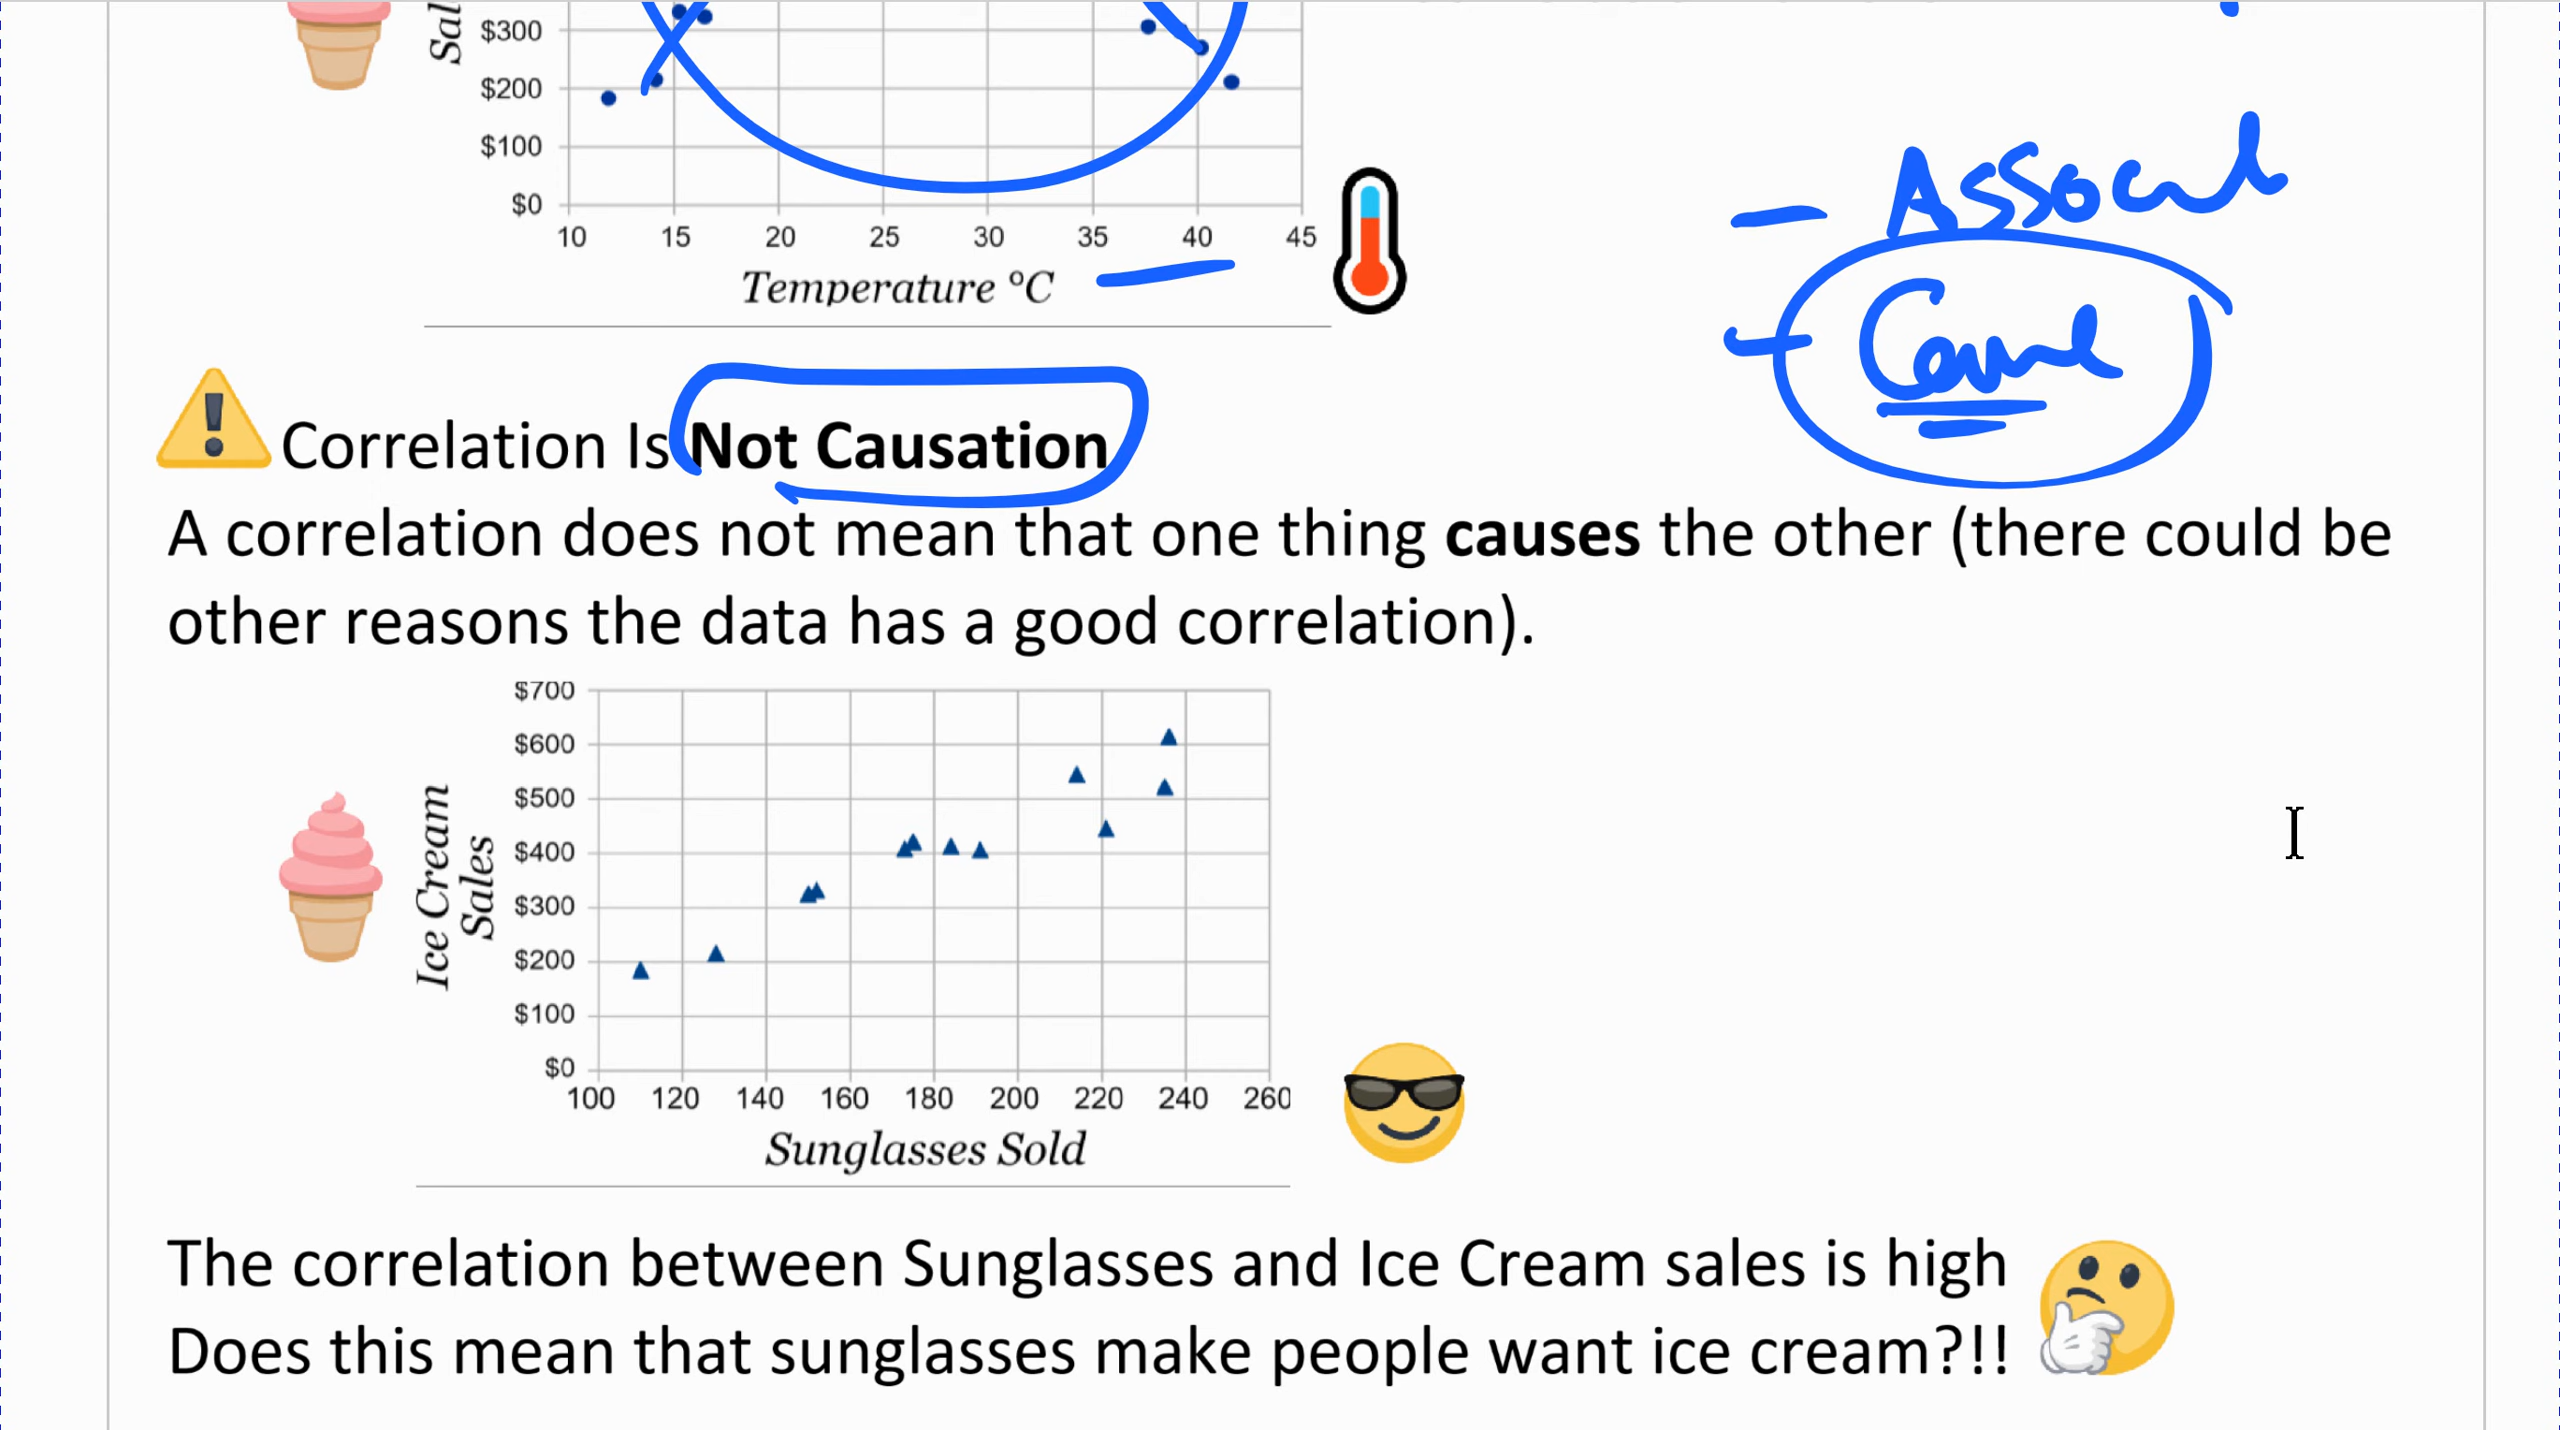 Sal
$300
$200
$100
$0
10 15 20 25 30 35 40 45
Temperature °C
Correlation Is Not Causation
A correlation does not mean that one thing causes the other (there could be
other reasons the data has a good correlation).
$700
$600
$500
$400
$300
$200
$100
$0
Ice Cream
Sales
100 120 140 160 180 200 220 240 260
Sunglasses Sold
The correlation between Sunglasses and Ice Cream sales is high
Does this mean that sunglasses make people want ice cream?!!